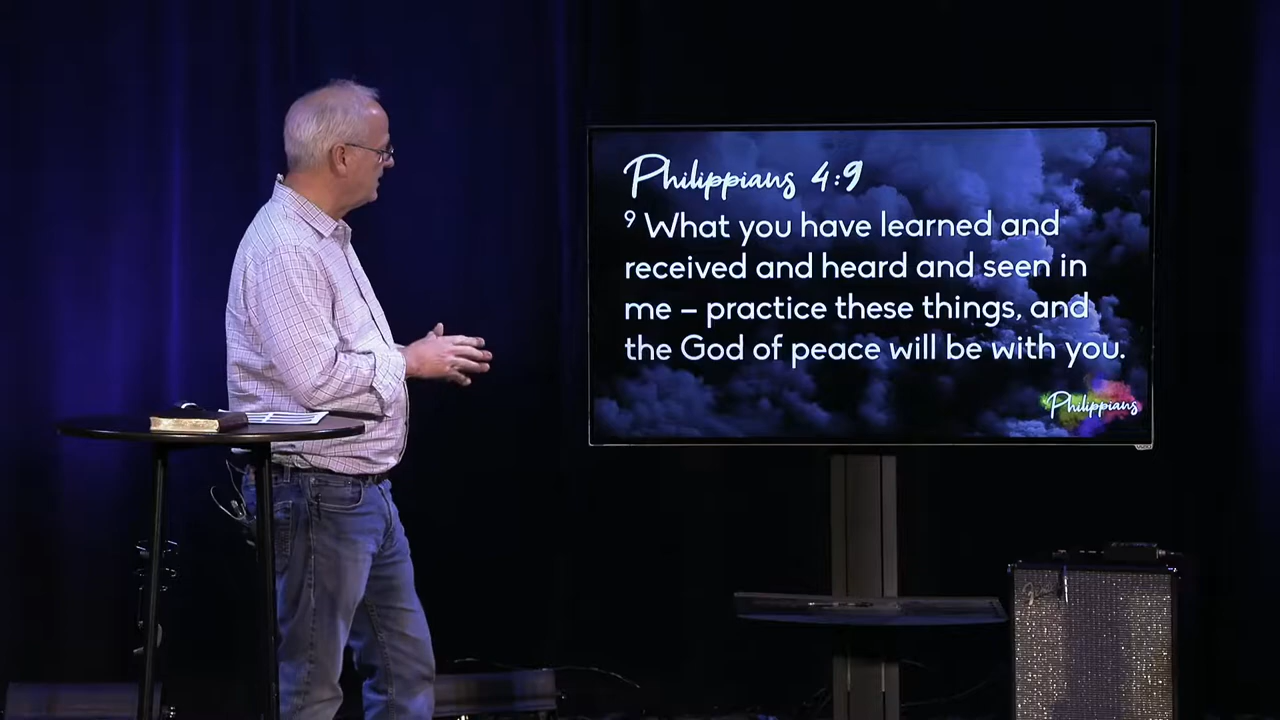 Philippians 4:9
9 What you have learned and
received and heard and seen in
me – practice these things, and
the God of peace will be with you.
Philippians
Fender